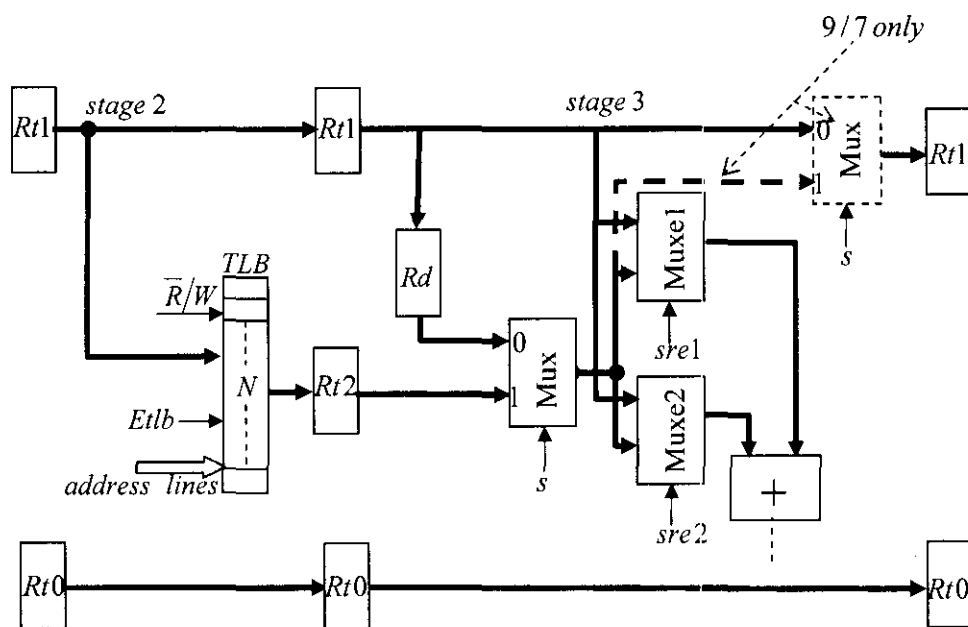 9/7 only
stage 2
stage 3
Rt1
Rt1
0
Mux
1
Rt1
s
Muxe1
sre1
Rd
TLB
R̅/W
N
Etlb
address lines
Rt2
0
Mux
1
s
Muxe2
sre2
+
Rt0
Rt0
Rt0